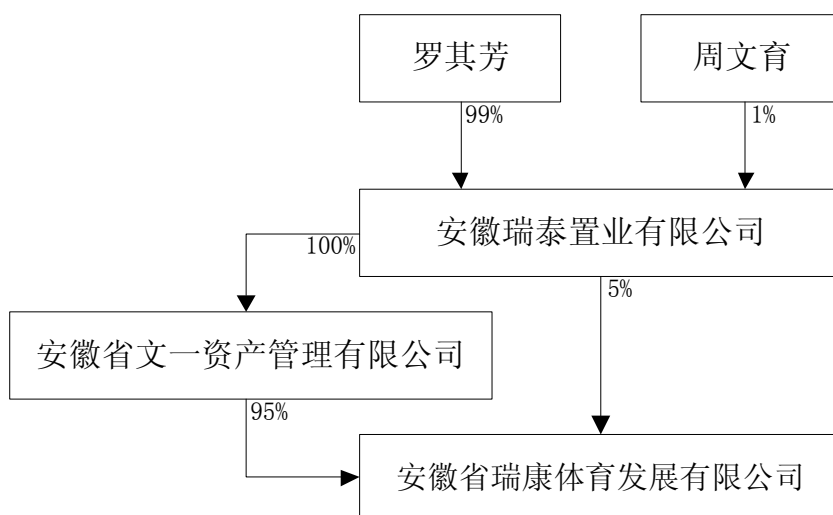 罗其芳
周文育
99%
1%
安徽瑞泰置业有限公司
100%
5%
安徽省文一资产管理有限公司
95%
安徽省瑞康体育发展有限公司